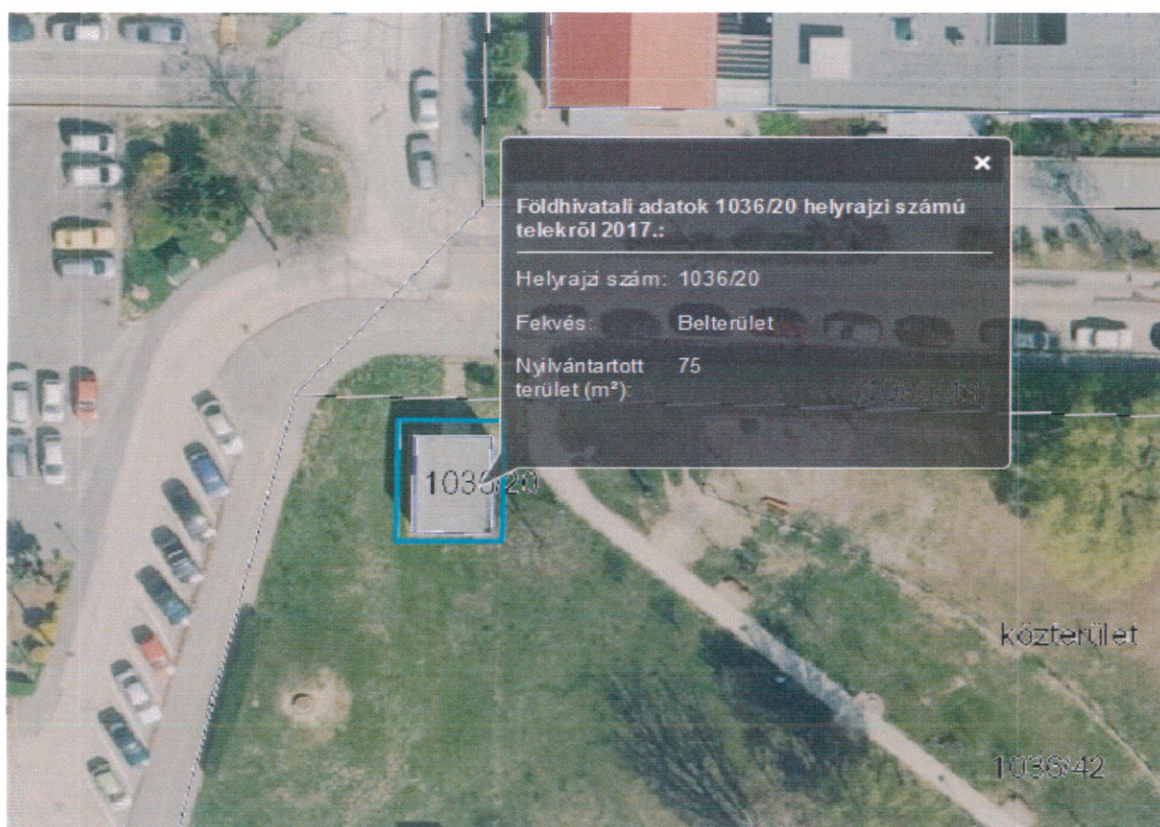 Földhivatali adatok 1036/20 helyrajzi számú
telekről 2017.:
Helyrajzi szám: 1036/20
Fekvés: Belterület
Nyilvántartott 75
terület (m²):
1036/20
közterület
1036/42